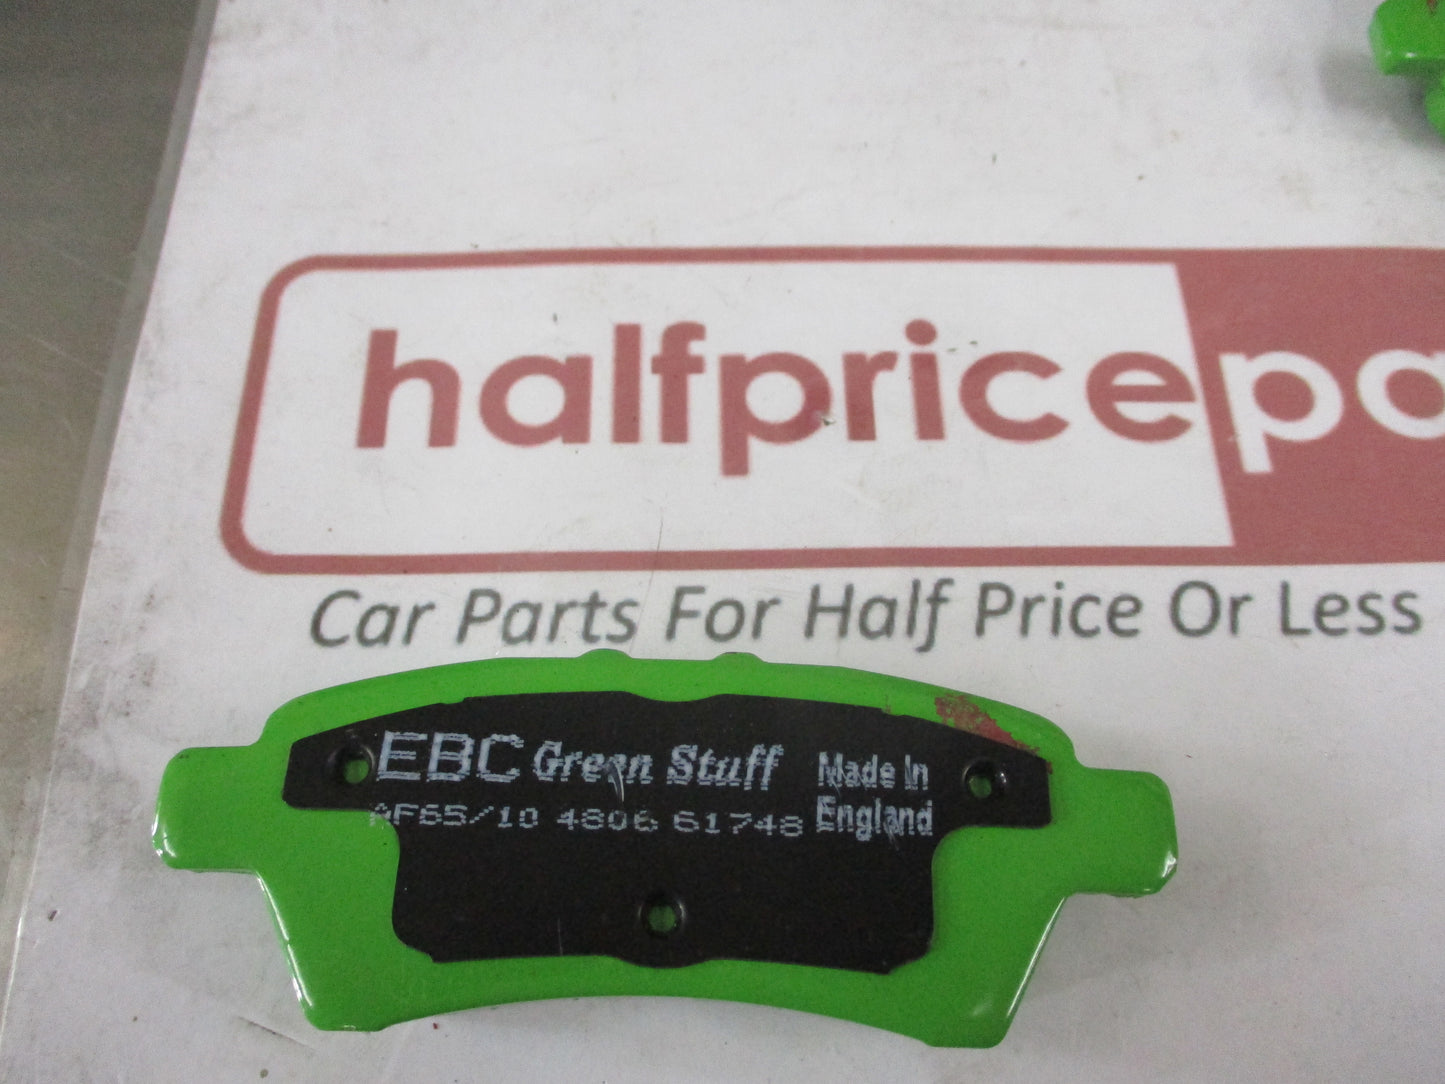 halfpricepa
Car Parts For Half Price Or Less
EBC Green Stuff Made In
AF65/10 4806 61748 England